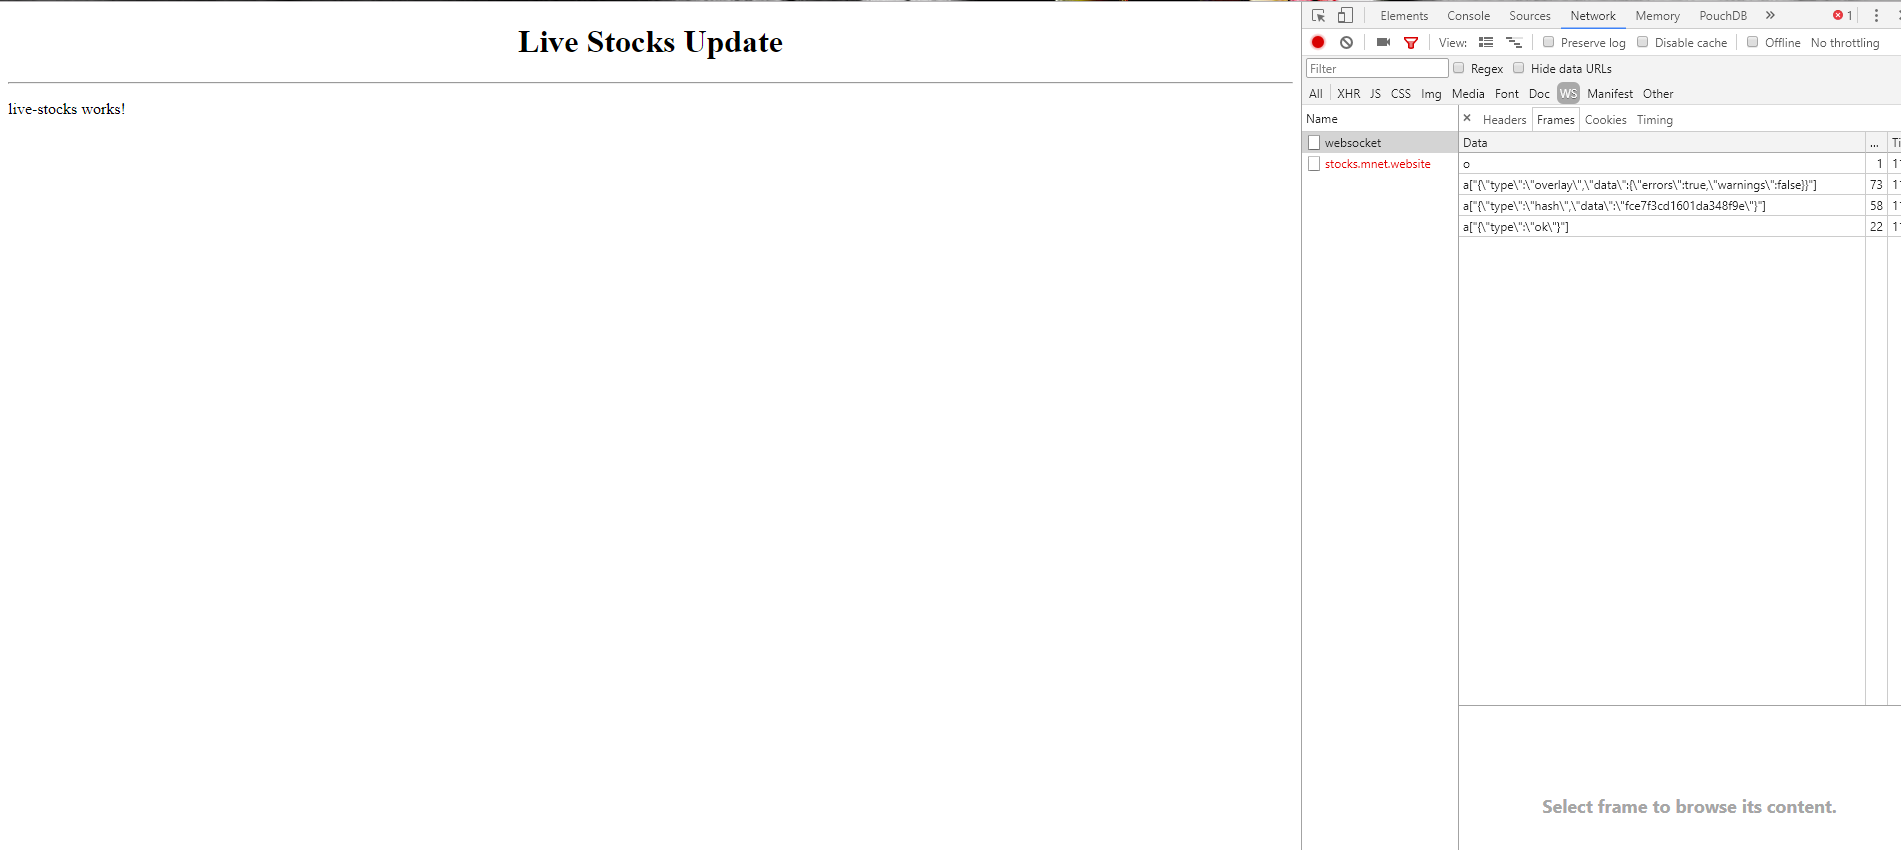 Live Stocks Update
live-stocks works!
Elements Console Sources Network Memory PouchDB » 1
View: Preserve log Disable cache Offline No throttling
Filter Regex Hide data URLs
All XHR JS CSS Img Media Font Doc WS Manifest Other
Name
websocket
stocks.mnet.website
× Headers Frames Cookies Timing
Data ... Ti
o 1 1
a["{\"type\":\"overlay\",\"data\":{\"errors\":true,\"warnings\":false}}"] 73 1
a["{\"type\":\"hash\",\"data\":\"fce7f3cd1601da348f9e\"}"] 58 1
a["{\"type\":\"ok\"}"] 22 1
Select frame to browse its content.